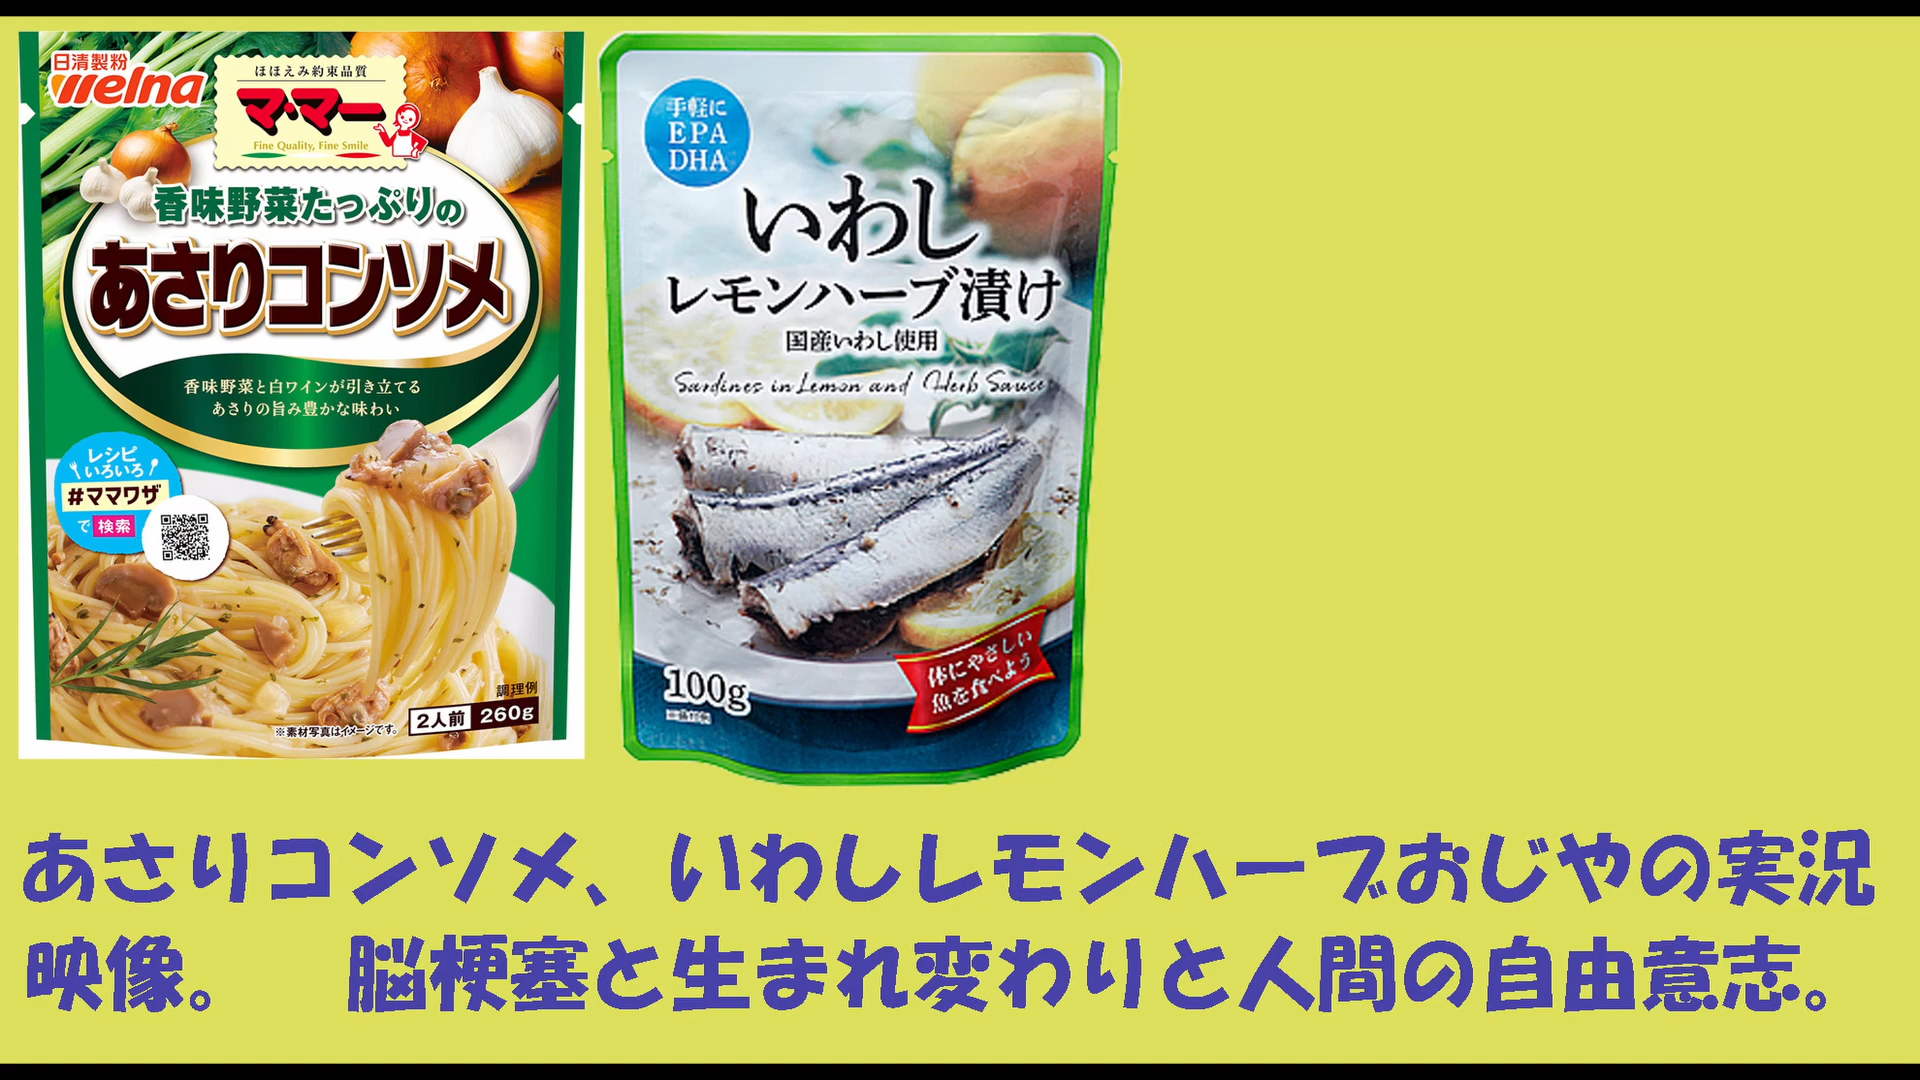 日清製粉
Welna
ほほえみ約束品質
マ・マー
Fine Quality, Fine Smile
香味野菜たっぷりの
あさりコンソメ
香味野菜と白ワインが引き立てる
あさりの旨み豊かな味わい
レシピ
いろいろ
#ママワザ
で 検索
調理例
2人前 260g
※素材写真はイメージです。
手軽に
EPA
DHA
いわし
レモンハーブ漬け
国産いわし使用
Sardines in Lemon and Herb Sauce
体にやさしい
魚を食べよう
100g
あさりコンソメ、いわしレモンハーブおじやの実況
映像。 脳梗塞と生まれ変わりと人間の自由意志。